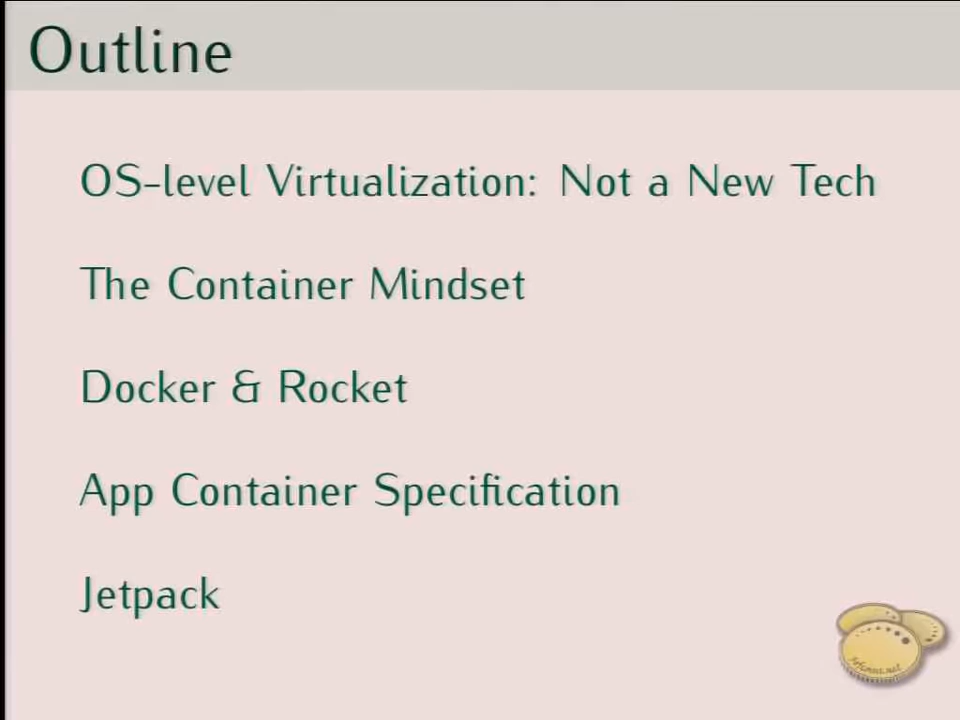 Outline
OS-level Virtualization: Not a New Tech
The Container Mindset
Docker & Rocket
App Container Specification
Jetpack